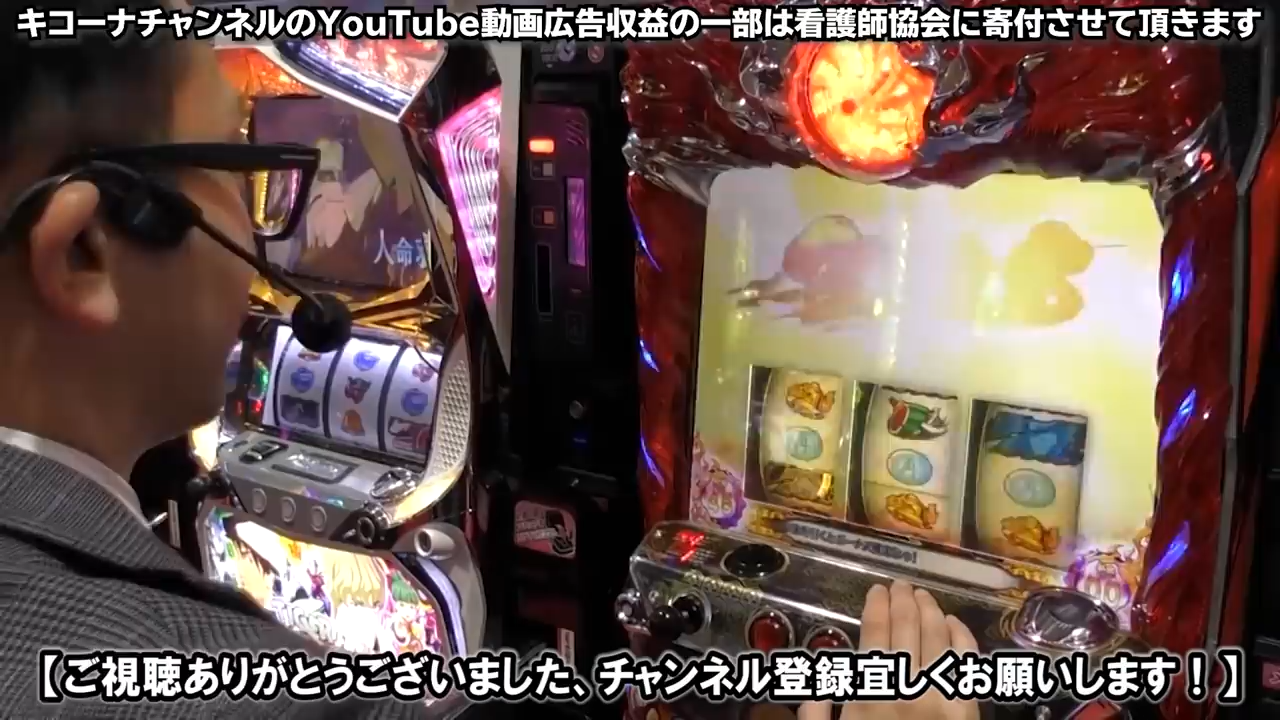 キコーナチャンネルのYouTube動画広告収益の一部は看護師協会に寄付させて頂きます
人命救
【ご視聴ありがとうございました、チャンネル登録宜しくお願いします！】